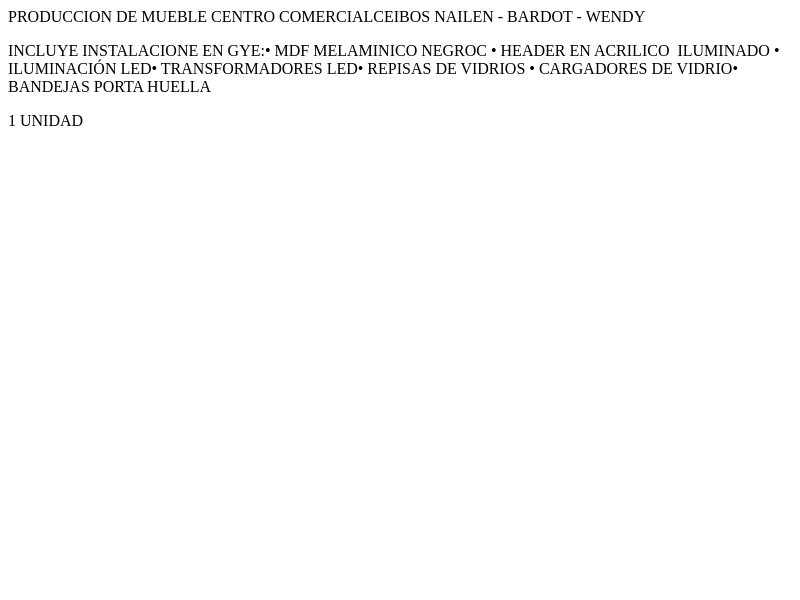 PRODUCCION DE MUEBLE CENTRO COMERCIALCEIBOS NAILEN - BARDOT - WENDY
INCLUYE INSTALACIONE EN GYE:• MDF MELAMINICO NEGROC • HEADER EN ACRILICO  ILUMINADO •
ILUMINACIÓN LED• TRANSFORMADORES LED• REPISAS DE VIDRIOS • CARGADORES DE VIDRIO•
BANDEJAS PORTA HUELLA
1 UNIDAD